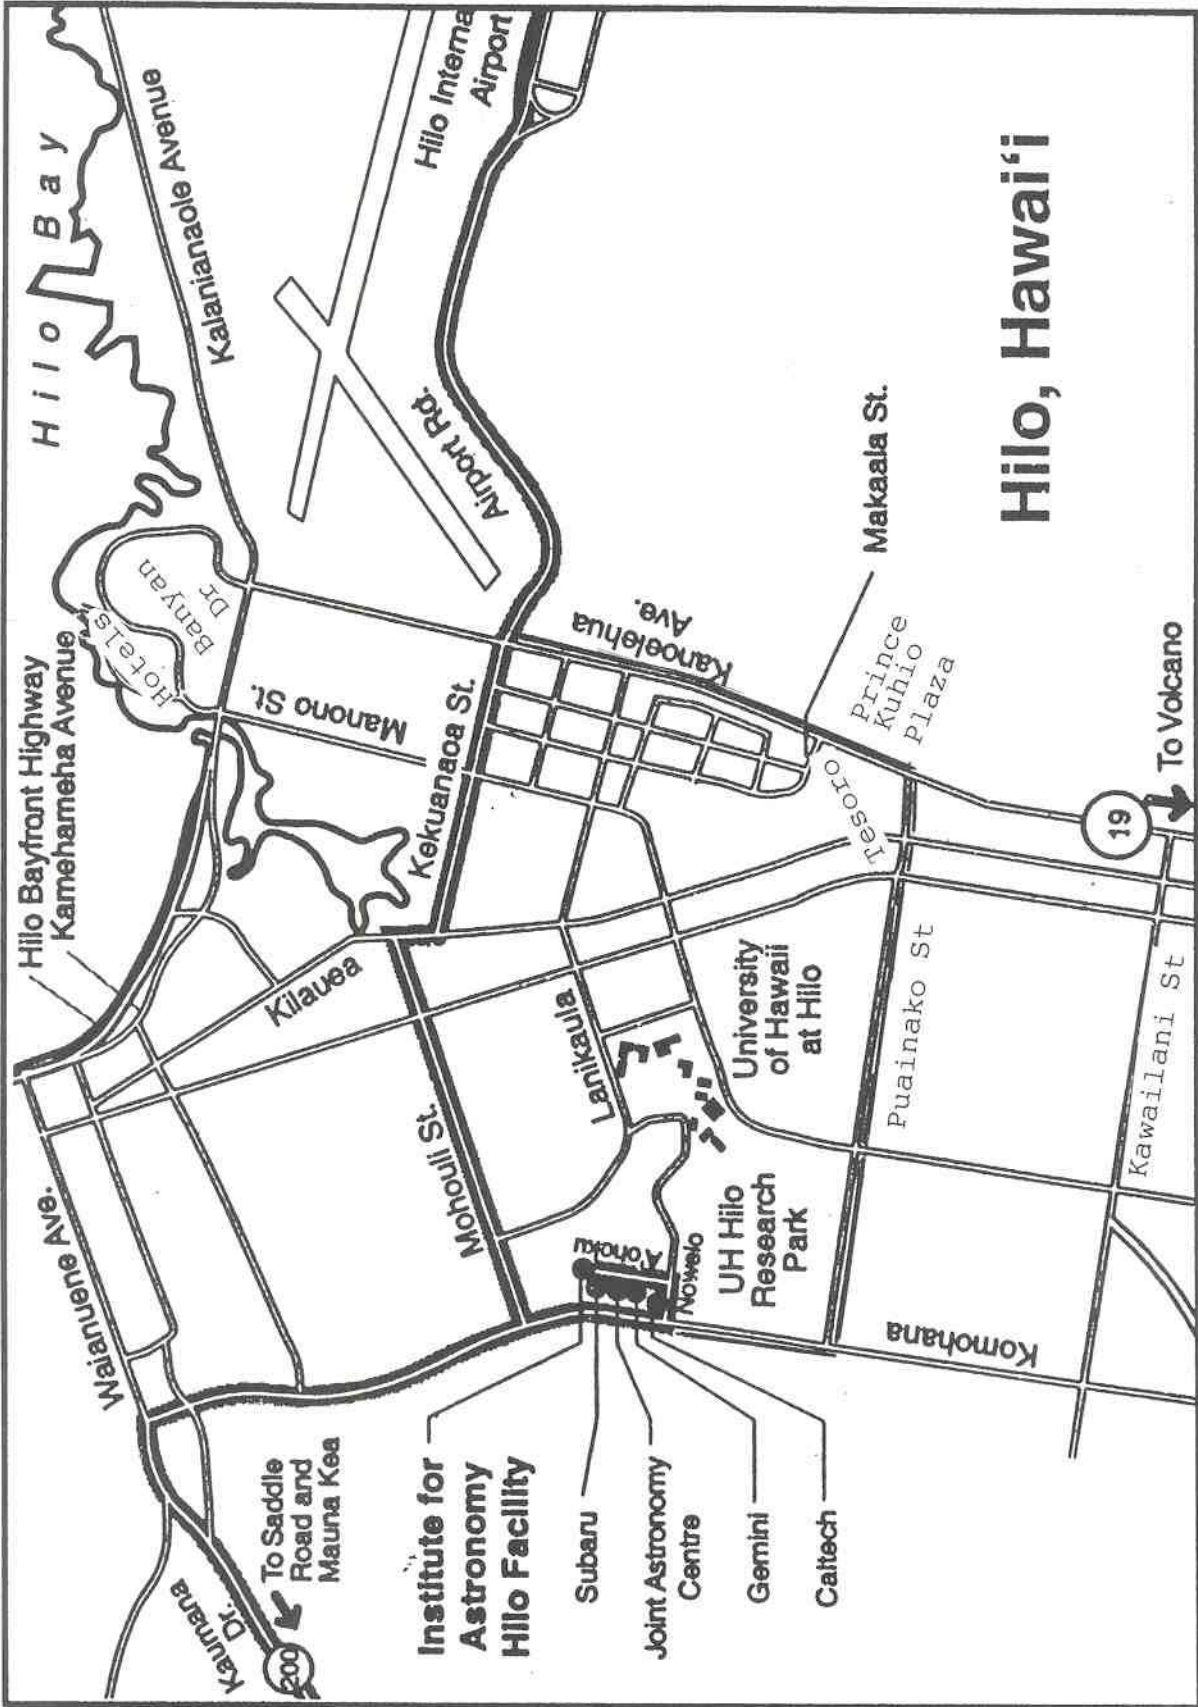 Hilo Bay
Hilo Bayfront Highway
Kamehameha Avenue
Kalanianaole Avenue
Hotels
Banyan
Dr
Hilo Interna
Airport
Airport Rd.
Manono St.
Kekuanaoa St.
Kanoelehua
Ave.
Makaala St.
Prince
Kuhio
Plaza
Tesoro
19
To Volcano
Hilo, Hawai‘i
Kilauea
Waianuene Ave.
Mohouli St.
Lanikaula
University
of Hawaii
at Hilo
Puainako St
Kawailani St
UH Hilo
Research
Park
A‘ohoku
Nowelo
Komohana
Kaumana
Dr.
200
To Saddle
Road and
Mauna Kea
Institute for
Astronomy
Hilo Facility
Subaru
Joint Astronomy
Centre
Gemini
Caltech